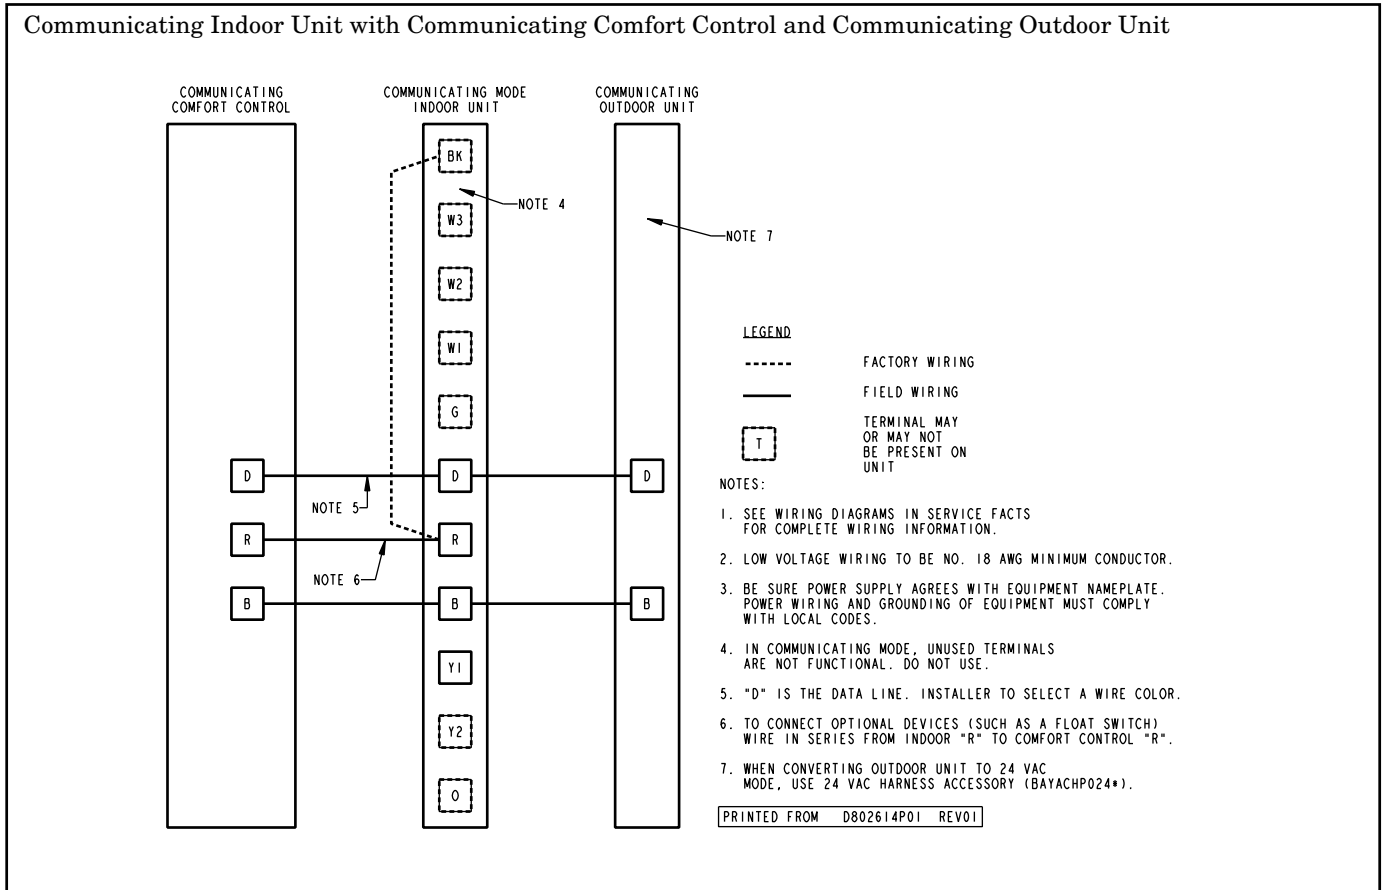 Communicating Indoor Unit with Communicating Comfort Control and Communicating Outdoor Unit
COMMUNICATING
COMFORT CONTROL
COMMUNICATING MODE
INDOOR UNIT
COMMUNICATING
OUTDOOR UNIT
BK
NOTE 4
W3
NOTE 7
W2
W1
G
D
D
D
NOTE 5
R
R
NOTE 6
B
B
B
Y1
Y2
O
LEGEND
FACTORY WIRING
FIELD WIRING
T
TERMINAL MAY
OR MAY NOT
BE PRESENT ON
UNIT
NOTES:
1. SEE WIRING DIAGRAMS IN SERVICE FACTS
FOR COMPLETE WIRING INFORMATION.
2. LOW VOLTAGE WIRING TO BE NO. 18 AWG MINIMUM CONDUCTOR.
3. BE SURE POWER SUPPLY AGREES WITH EQUIPMENT NAMEPLATE.
POWER WIRING AND GROUNDING OF EQUIPMENT MUST COMPLY
WITH LOCAL CODES.
4. IN COMMUNICATING MODE, UNUSED TERMINALS
ARE NOT FUNCTIONAL. DO NOT USE.
5. "D" IS THE DATA LINE. INSTALLER TO SELECT A WIRE COLOR.
6. TO CONNECT OPTIONAL DEVICES (SUCH AS A FLOAT SWITCH)
WIRE IN SERIES FROM INDOOR "R" TO COMFORT CONTROL "R".
7. WHEN CONVERTING OUTDOOR UNIT TO 24 VAC
MODE, USE 24 VAC HARNESS ACCESSORY (BAYACHP024*).
PRINTED FROM D802614P01 REV01